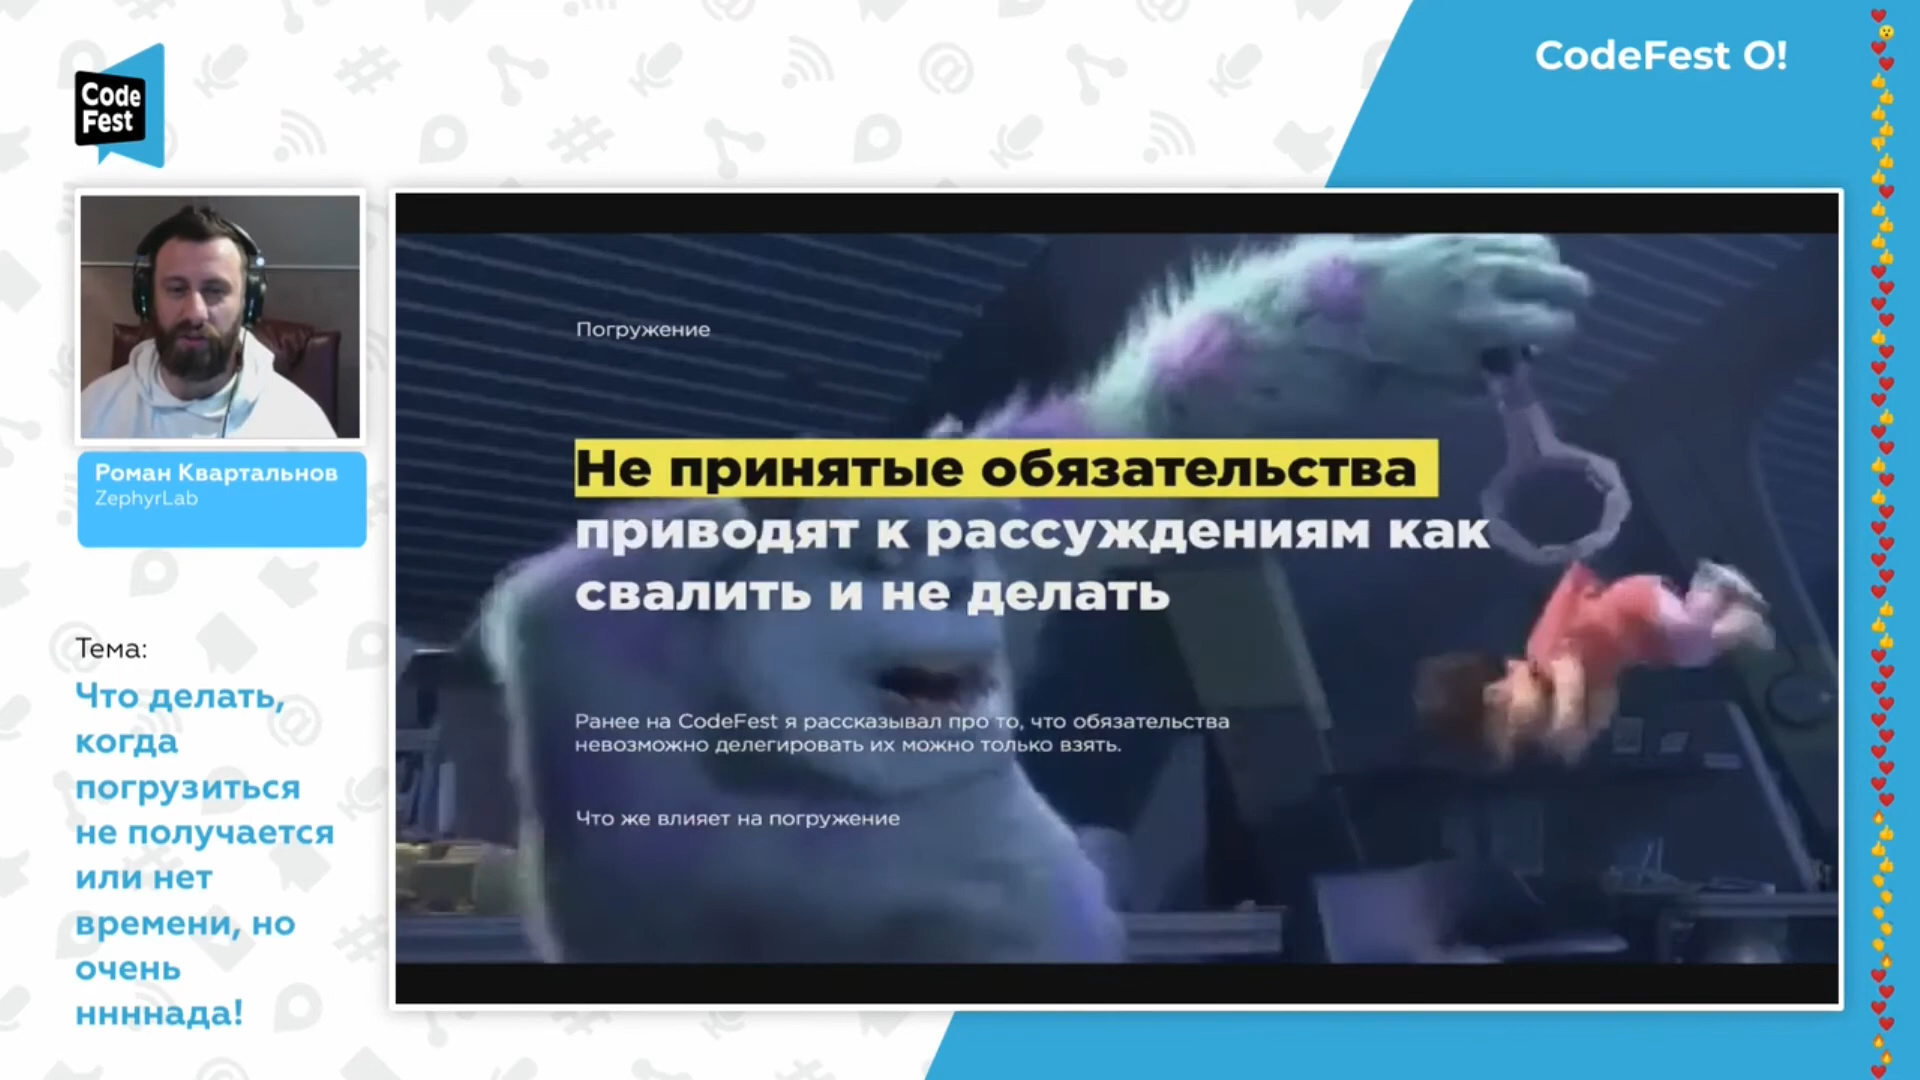 Code
Fest
CodeFest О!
Роман Квартальнов
ZephyrLab
Тема:
Что делать,
когда
погрузиться
не получается
или нет
времени, но
очень
ннннада!
Погружение
Не принятые обязательства
приводят к рассуждениям как
свалить и не делать
Ранее на CodeFest я рассказывал про то, что обязательства
невозможно делегировать их можно только взять.
Что же влияет на погружение